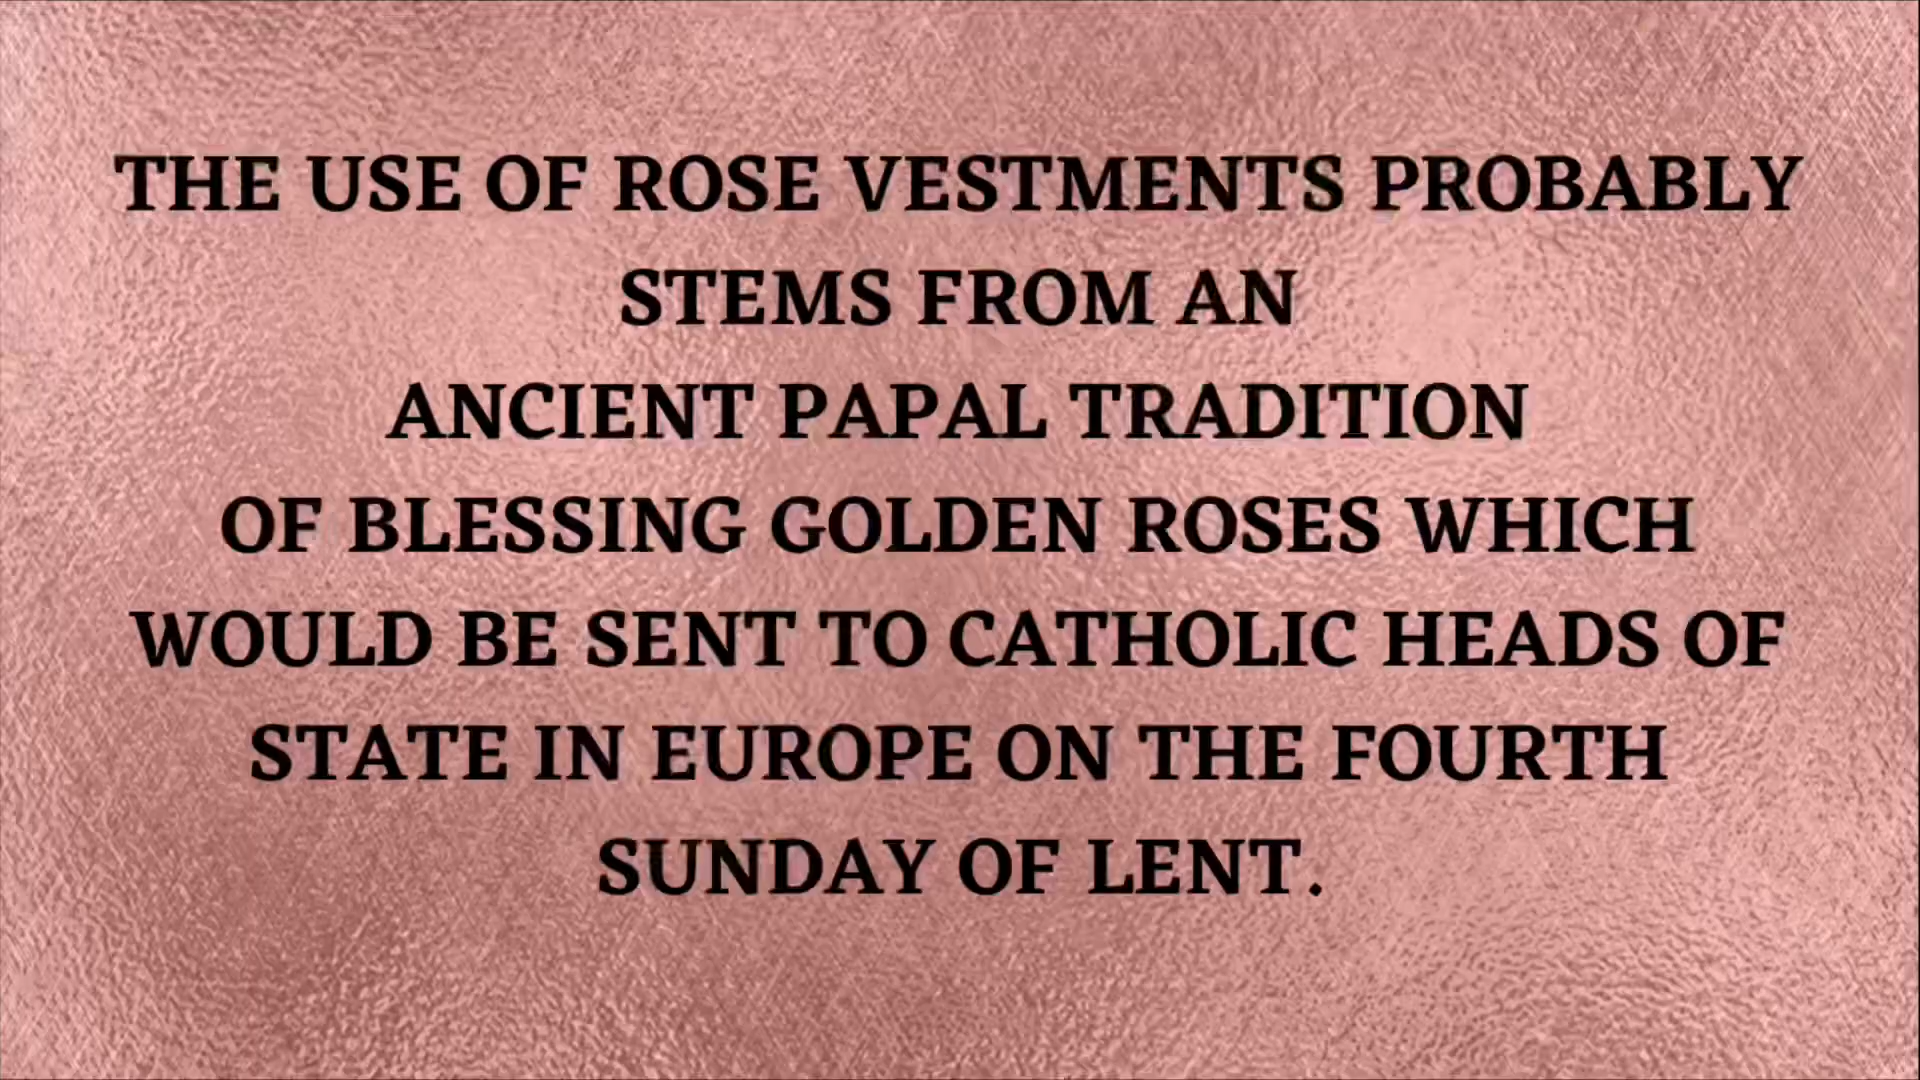 THE USE OF ROSE VESTMENTS PROBABLY
STEMS FROM AN
ANCIENT PAPAL TRADITION
OF BLESSING GOLDEN ROSES WHICH
WOULD BE SENT TO CATHOLIC HEADS OF
STATE IN EUROPE ON THE FOURTH
SUNDAY OF LENT.